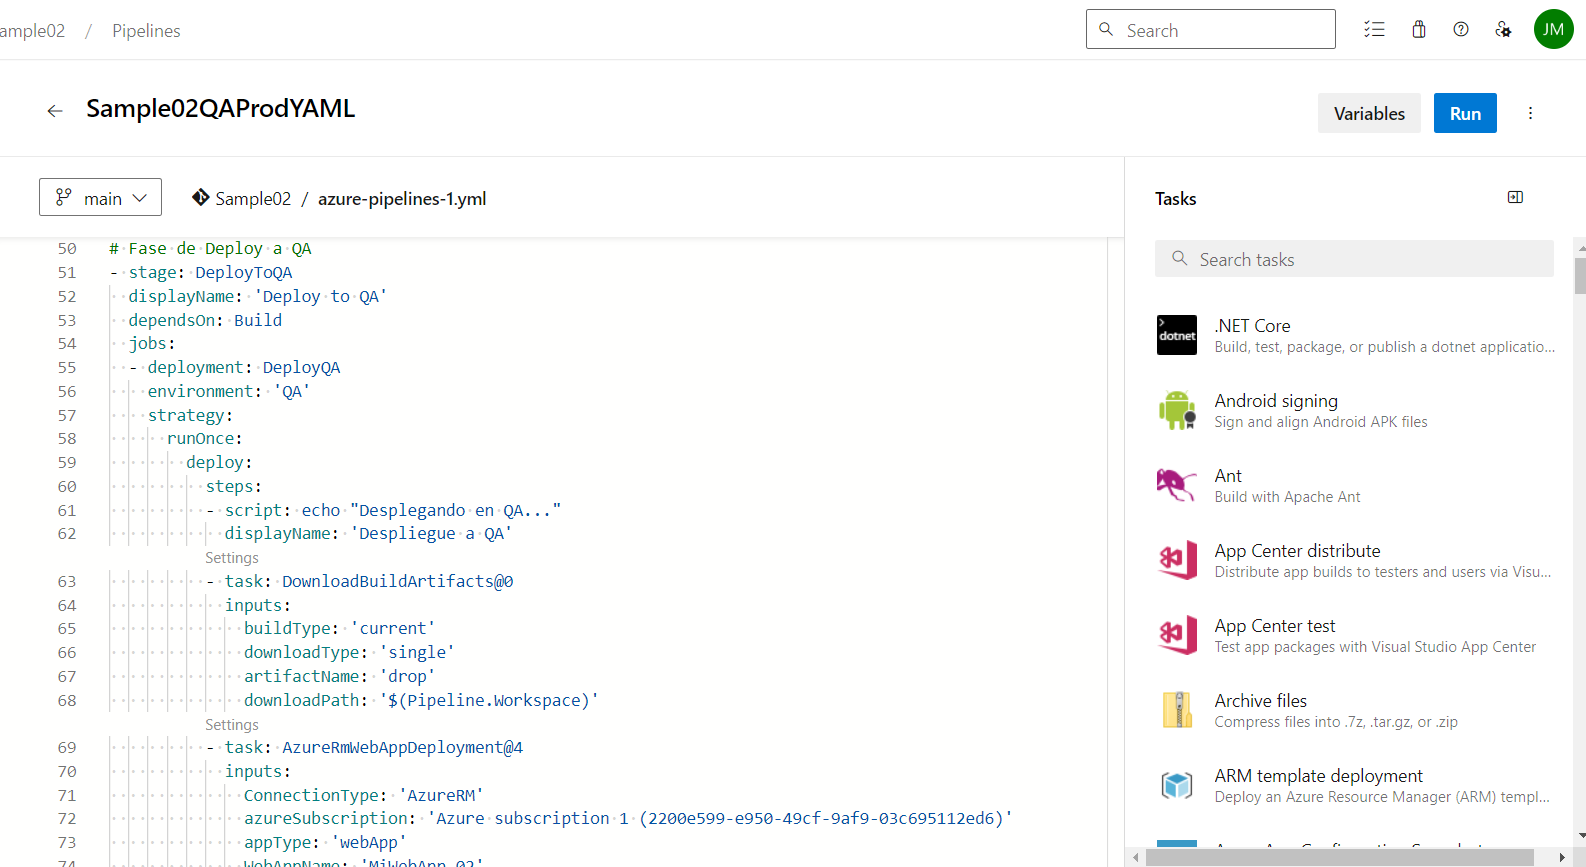 ample02 / Pipelines
Search
JM
Sample02QAProdYAML
Variables
Run
main
Sample02 / azure-pipelines-1.yml
50 # Fase de Deploy a QA
51 - stage: DeployToQA
52 displayName: 'Deploy to QA'
53 dependsOn: Build
54 jobs:
55 - deployment: DeployQA
56 environment: 'QA'
57 strategy:
58 runOnce:
59 deploy:
60 steps:
61 - script: echo "Desplegando en QA..."
62 displayName: 'Despliegue a QA'
Settings
63 - task: DownloadBuildArtifacts@0
64 inputs:
65 buildType: 'current'
66 downloadType: 'single'
67 artifactName: 'drop'
68 downloadPath: '$(Pipeline.Workspace)'
Settings
69 - task: AzureRmWebAppDeployment@4
70 inputs:
71 ConnectionType: 'AzureRM'
72 azureSubscription: 'Azure subscription 1 (2200e599-e950-49cf-9af9-03c695112ed6)'
73 appType: 'webApp'
74 WebAppName: 'MiWebApp-02'
Tasks
Search tasks
dotnet
.NET Core
Build, test, package, or publish a dotnet applicatio...
Android signing
Sign and align Android APK files
Ant
Build with Apache Ant
App Center distribute
Distribute app builds to testers and users via Visu...
App Center test
Test app packages with Visual Studio App Center
Archive files
Compress files into .7z, .tar.gz, or .zip
ARM template deployment
Deploy an Azure Resource Manager (ARM) templ...